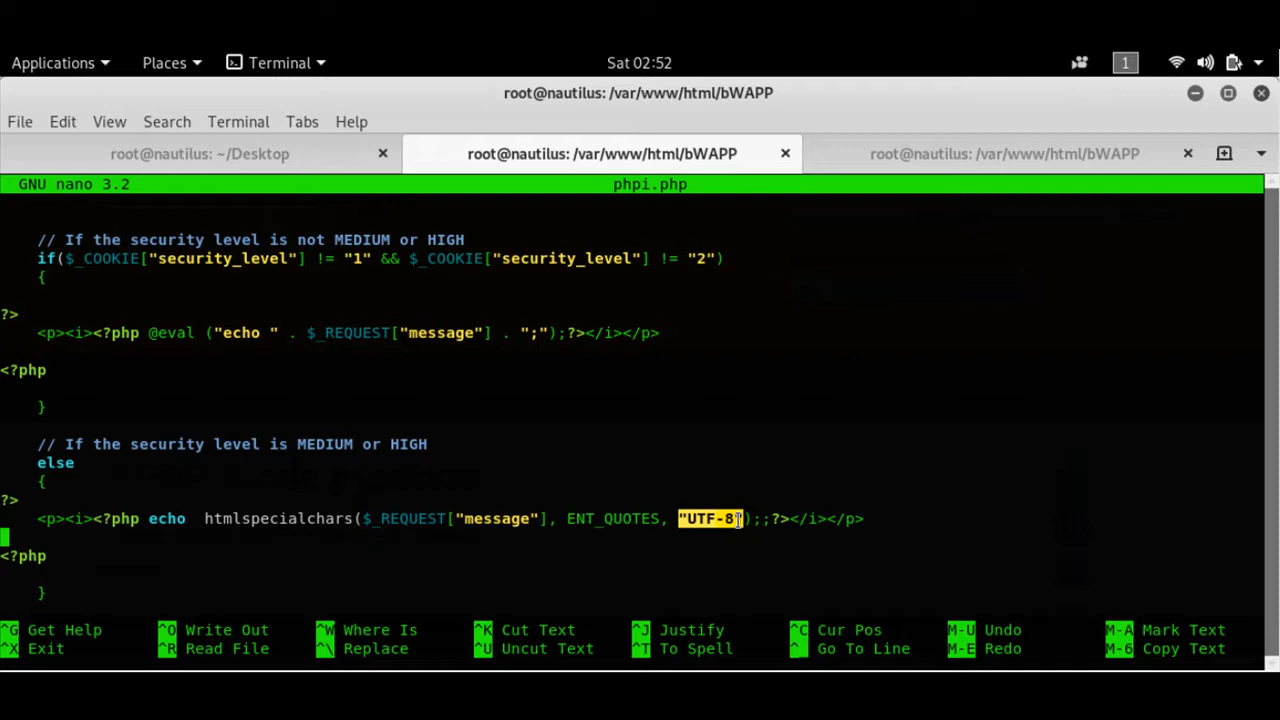 Applications Places Terminal Sat 02:52 1
root@nautilus: /var/www/html/bWAPP
File Edit View Search Terminal Tabs Help
root@nautilus: ~/Desktop root@nautilus: /var/www/html/bWAPP root@nautilus: /var/www/html/bWAPP
GNU nano 3.2 phpi.php
// If the security level is not MEDIUM or HIGH
if($_COOKIE["security_level"] != "1" && $_COOKIE["security_level"] != "2")
{
?>
<p><i><?php @eval ("echo " . $_REQUEST["message"] . ";");?></i></p>
<?php
}
// If the security level is MEDIUM or HIGH
else
{
?>
<p><i><?php echo htmlspecialchars($_REQUEST["message"], ENT_QUOTES, "UTF-8");;?></i></p>
<?php
}
^G Get Help ^O Write Out ^W Where Is ^K Cut Text ^J Justify ^C Cur Pos M-U Undo M-A Mark Text
^X Exit ^R Read File ^\ Replace ^U Uncut Text ^T To Spell ^_ Go To Line M-E Redo M-6 Copy Text